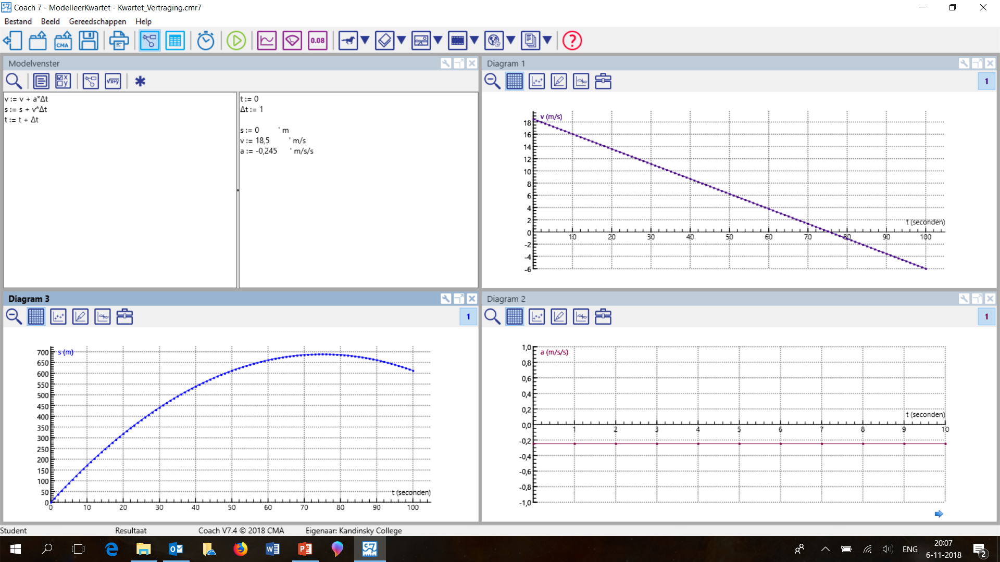 Coach 7 - ModelleerKwartet - Kwartet_Vertraging.cmr7
Bestand Beeld Gereedschappen Help
CMA
0.08
?
Modelvenster
v := v + a*Δt
s := s + v*Δt
t := t + Δt
t := 0
Δt := 1
s := 0 ' m
v := 18,5 ' m/s
a := -0,245 ' m/s/s
Diagram 1
1
v (m/s)
18
16
14
12
10
8
6
4
2
0
-2
-4
-6
t (seconden)
10 20 30 40 50 60 70 80 90 100
Diagram 3
1
s (m)
700
650
600
550
500
450
400
350
300
250
200
150
100
50
0
t (seconden)
0 10 20 30 40 50 60 70 80 90 100
Diagram 2
1
a (m/s/s)
1,0
0,8
0,6
0,4
0,2
0,0
-0,2
-0,4
-0,6
-0,8
-1,0
t (seconden)
1 2 3 4 5 6 7 8 9 10
Student Resultaat Coach V7.4 © 2018 CMA Eigenaar: Kandinsky College
ENG
20:07
6-11-2018
2